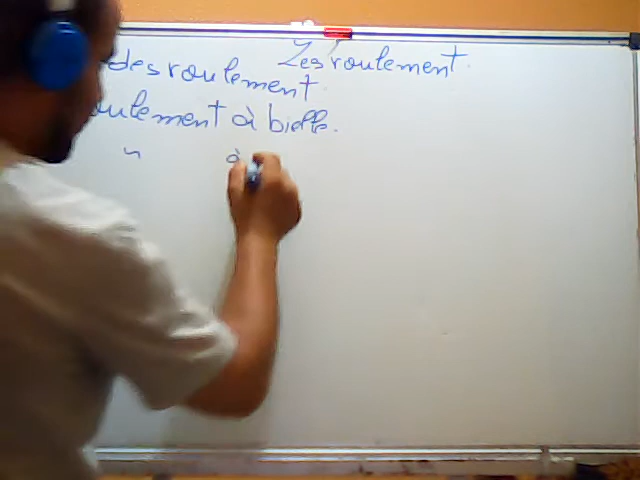 Les roulement.
des roulement
oulement à bielle.
" à